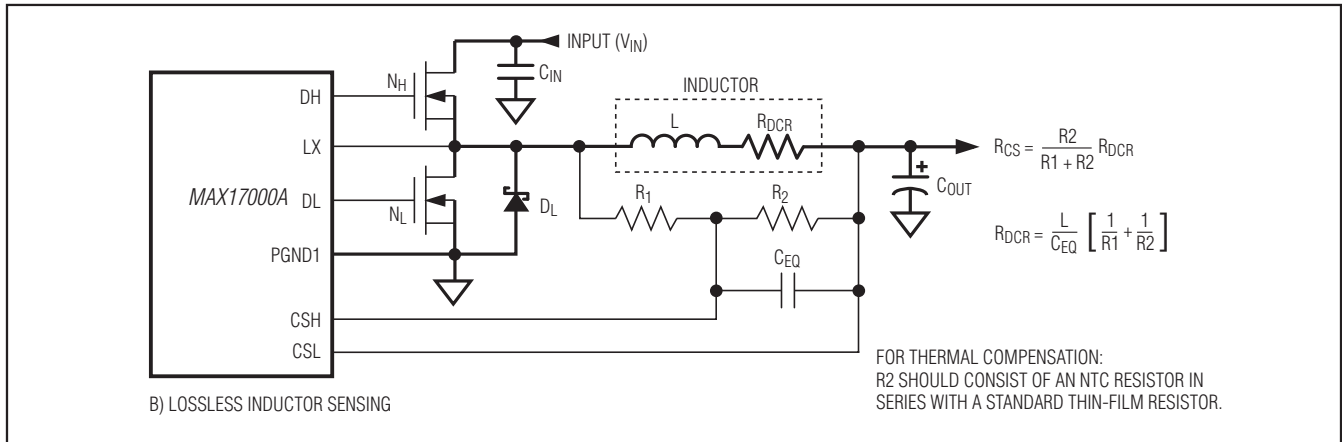 INPUT (VIN)
CIN
NH
DH
INDUCTOR
L
RDCR
LX
RCS = R2 / R1 + R2 RDCR
+
COUT
MAX17000A
DL
NL
DL
R1
R2
RDCR = L / CEQ [ 1 / R1 + 1 / R2 ]
PGND1
CEQ
CSH
CSL
FOR THERMAL COMPENSATION:
R2 SHOULD CONSIST OF AN NTC RESISTOR IN
SERIES WITH A STANDARD THIN-FILM RESISTOR.
B) LOSSLESS INDUCTOR SENSING